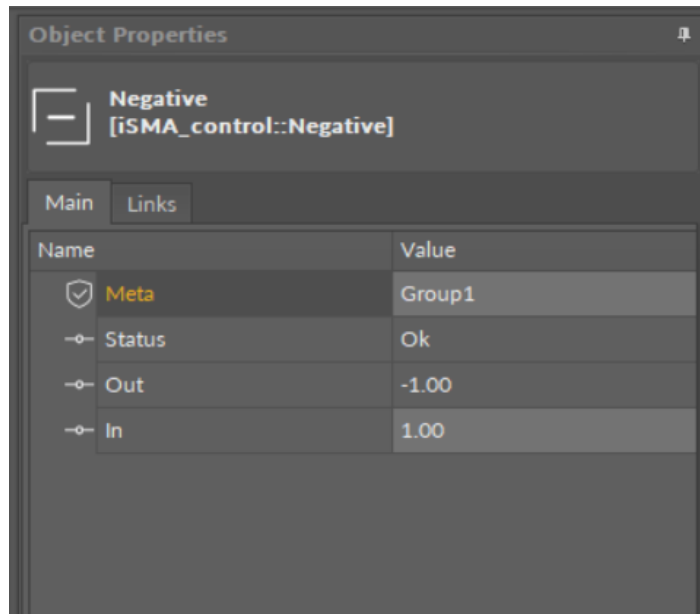 Object Properties
Negative
[iSMA_control::Negative]
Main Links
Name Value
Meta Group1
Status Ok
Out -1.00
In 1.00